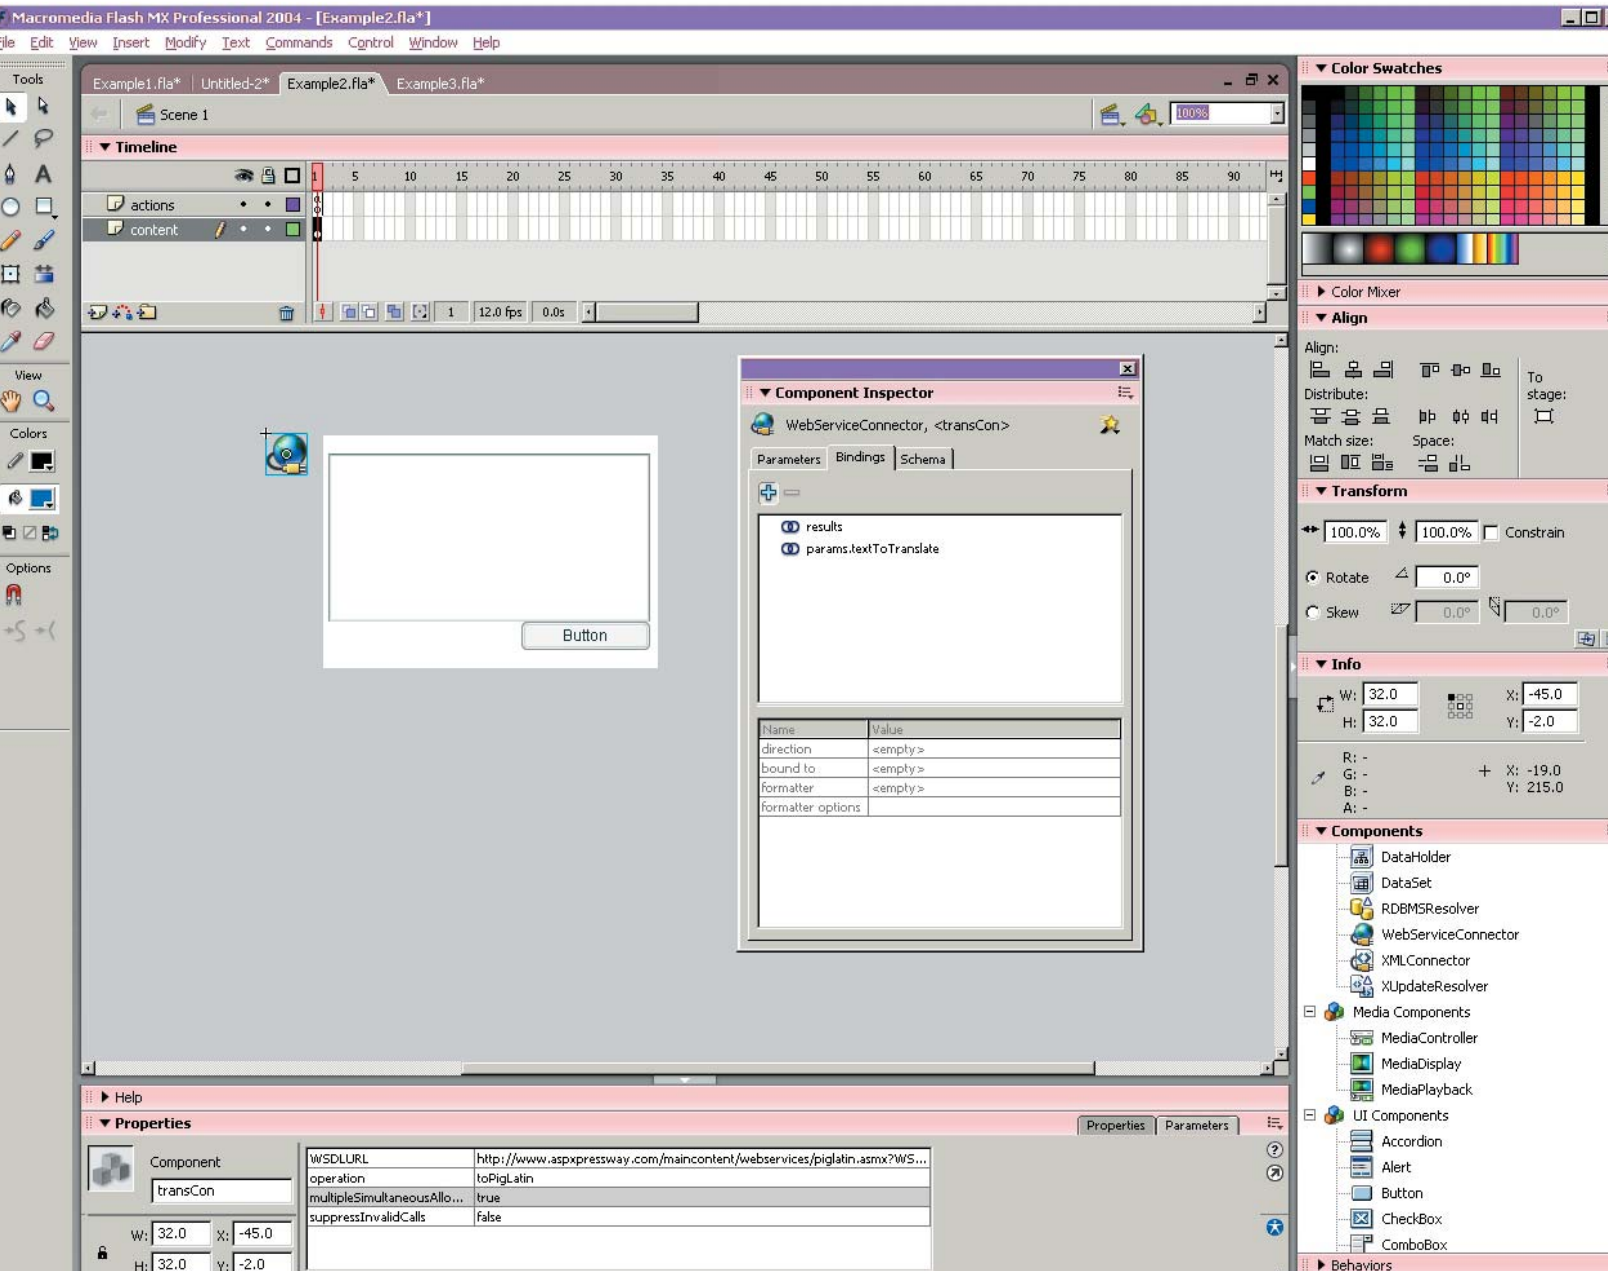 Macromedia Flash MX Professional 2004 - [Example2.fla*]
File Edit View Insert Modify Text Commands Control Window Help
Tools
View
Colors
Options
Example1.fla* Untitled-2* Example2.fla* Example3.fla*
Scene 1
100%
Timeline
1 5 10 15 20 25 30 35 40 45 50 55 60 65 70 75 80 85 90
actions
content
1 12.0 fps 0.0s
Button
Component Inspector
WebServiceConnector, <transCon>
Parameters Bindings Schema
results
params.textToTranslate
Name Value
direction <empty>
bound to <empty>
formatter <empty>
formatter options
Help
Properties
Properties Parameters
Component
transCon
W: 32.0 X: -45.0
H: 32.0 Y: -2.0
WSDLURL http://www.aspxpressway.com/maincontent/webservices/piglatin.asmx?WS...
operation toPigLatin
multipleSimultaneousAllo... true
suppressInvalidCalls false
Color Swatches
Color Mixer
Align
Align:
Distribute:
Match size: Space:
To
stage:
Transform
100.0% 100.0% Constrain
Rotate 0.0°
Skew 0.0° 0.0°
Info
W: 32.0 X: -45.0
H: 32.0 Y: -2.0
R: -
G: -
B: -
A: -
+ X: -19.0
Y: 215.0
Components
DataHolder
DataSet
RDBMSResolver
WebServiceConnector
XMLConnector
XUpdateResolver
Media Components
MediaController
MediaDisplay
MediaPlayback
UI Components
Accordion
Alert
Button
CheckBox
ComboBox
Behaviors